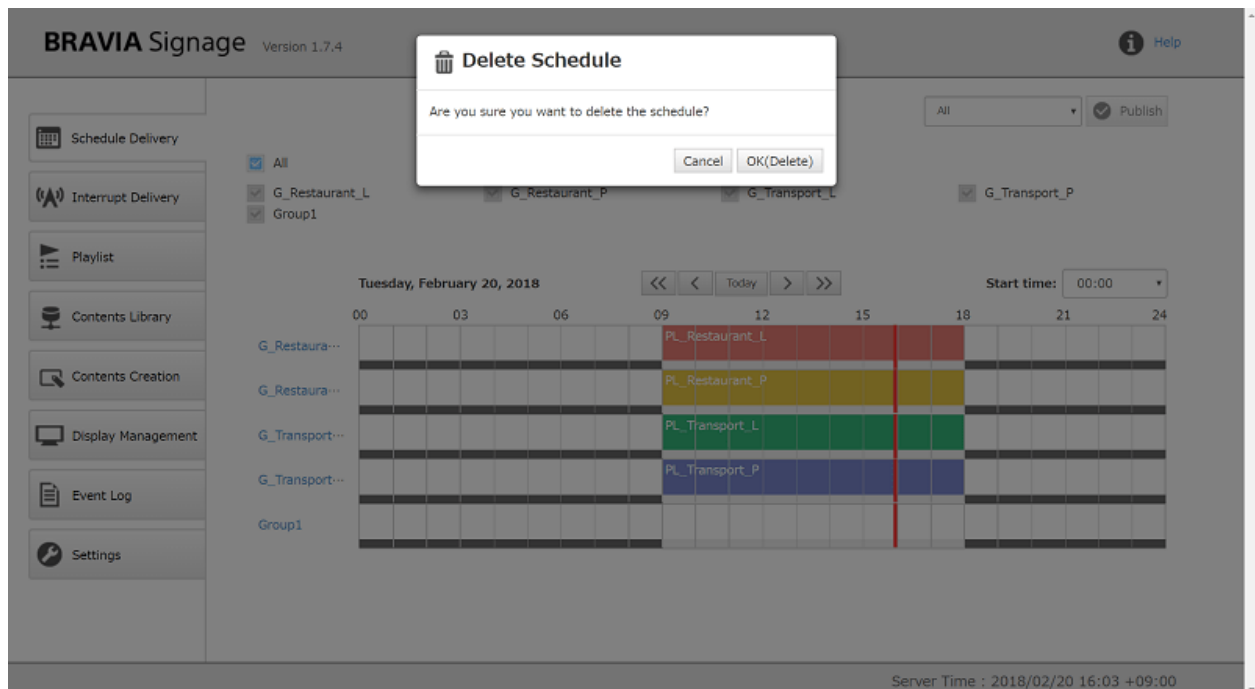 BRAVIA Signage Version 1.7.4
Help
Delete Schedule
Are you sure you want to delete the schedule?
Cancel OK(Delete)
All Publish
Schedule Delivery
Interrupt Delivery
Playlist
Contents Library
Contents Creation
Display Management
Event Log
Settings
All
G_Restaurant_L G_Restaurant_P G_Transport_L G_Transport_P
Group1
Tuesday, February 20, 2018 Today Start time: 00:00
00 03 06 09 12 15 18 21 24
G_Restaura... PL_Restaurant_L
G_Restaura... PL_Restaurant_P
G_Transport... PL_Transport_L
G_Transport... PL_Transport_P
Group1
Server Time : 2018/02/20 16:03 +09:00